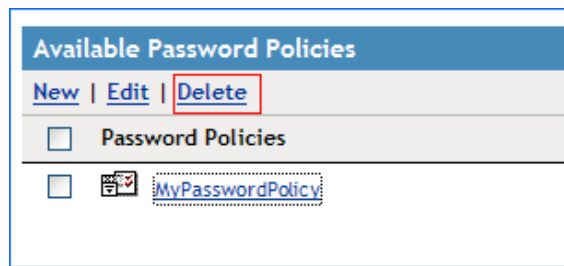 Available Password Policies
New | Edit | Delete
Password Policies
MyPasswordPolicy